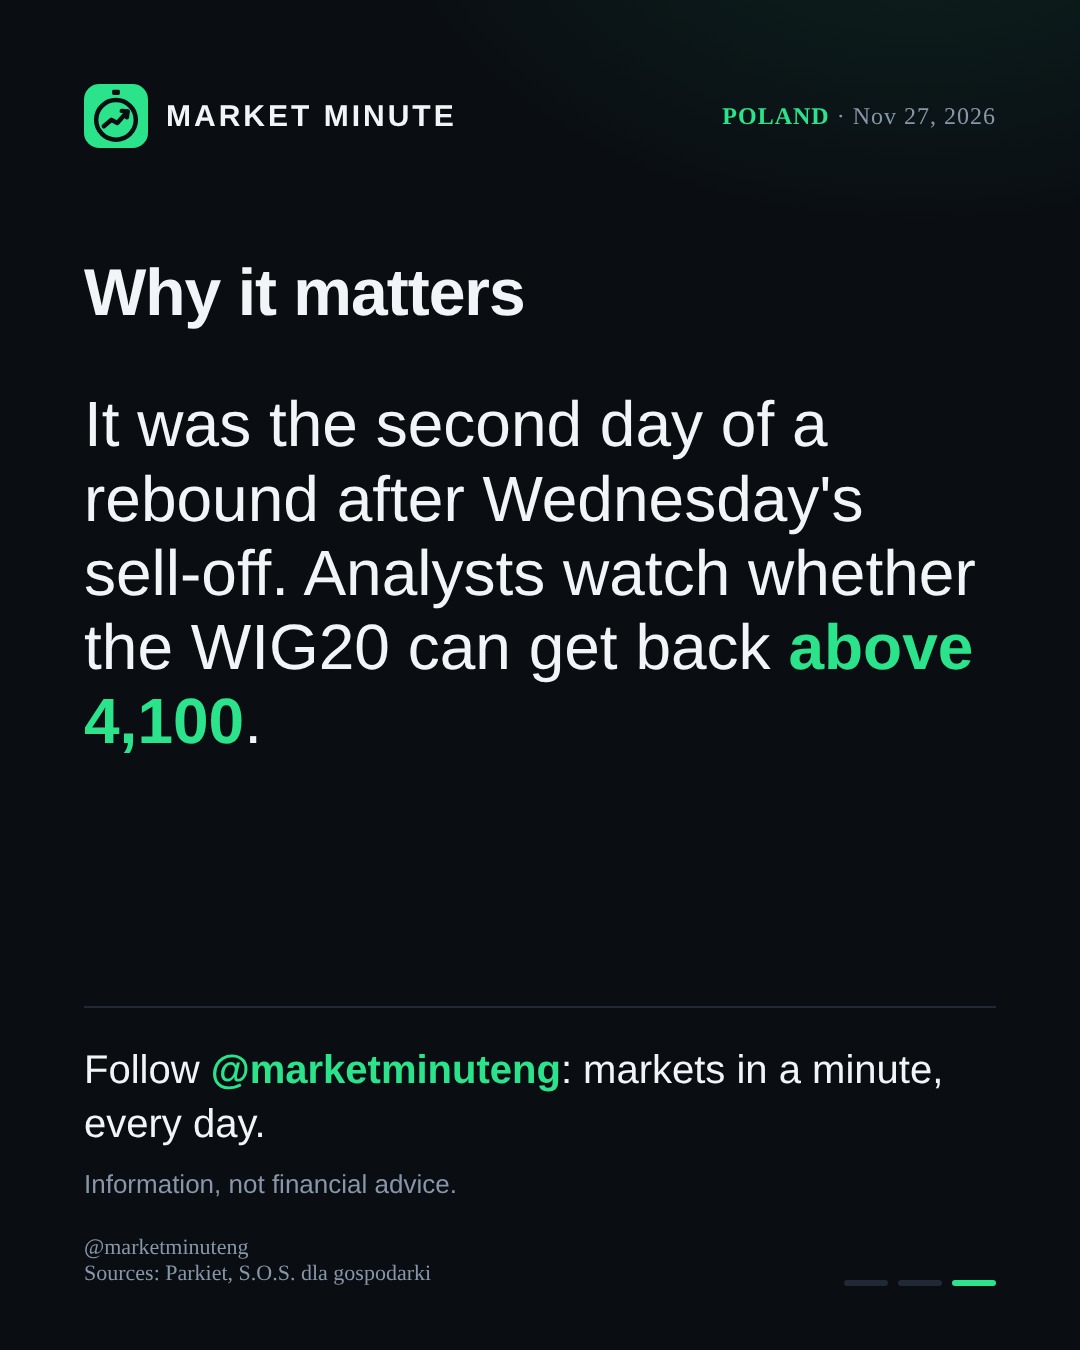 MARKET MINUTE
POLAND · Nov 27, 2026
Why it matters
It was the second day of a
rebound after Wednesday's
sell-off. Analysts watch whether
the WIG20 can get back above
4,100.
Follow @marketminuteng: markets in a minute,
every day.
Information, not financial advice.
@marketminuteng
Sources: Parkiet, S.O.S. dla gospodarki